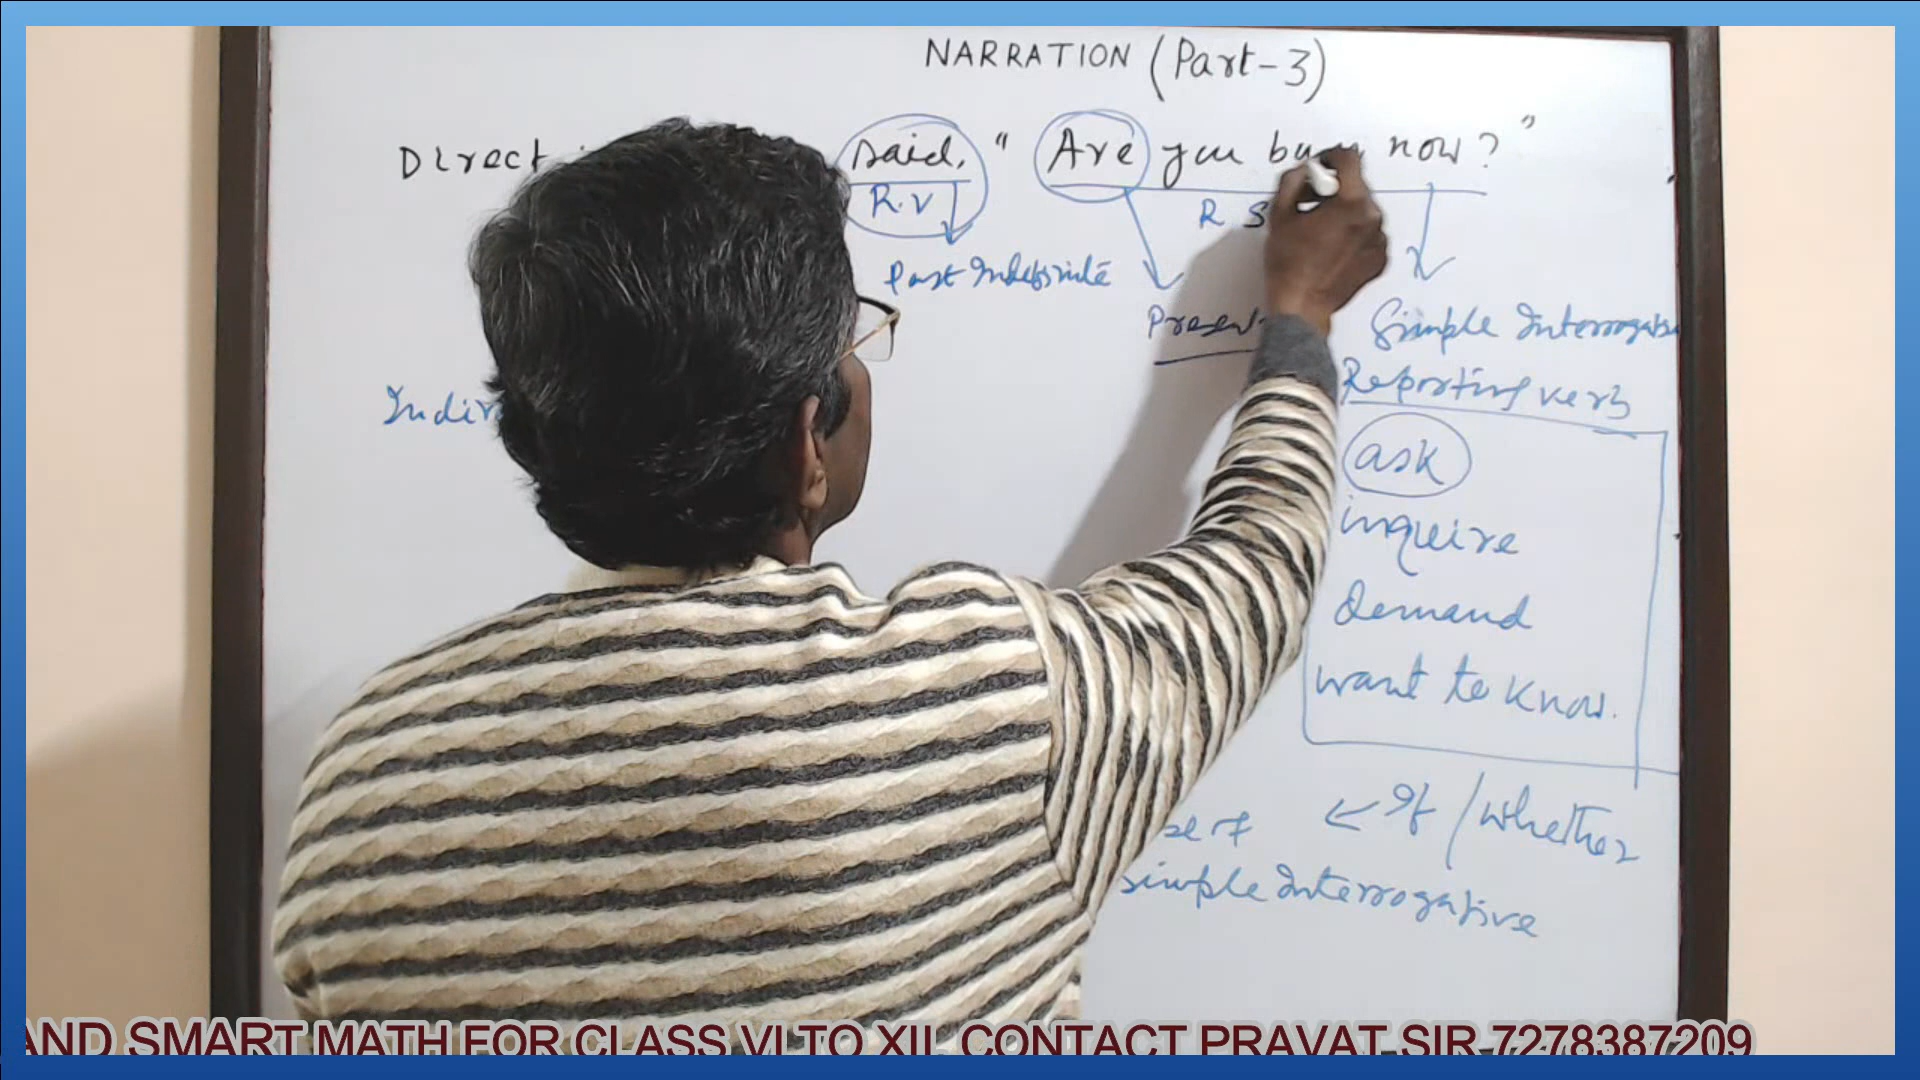 NARRATION (Part-3)
Direct said, " Are you busy now? "
R.V R S
Past Indefinite
Present Simple Interrogative
Reporting verb
Indir
ask
inquire
demand
want to know.
If / whether
simple Interrogative
AND SMART MATH FOR CLASS VI TO XII. CONTACT PRAVAT SIR 7278387209